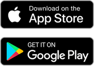 Download on the
App Store
GET IT ON
Google Play